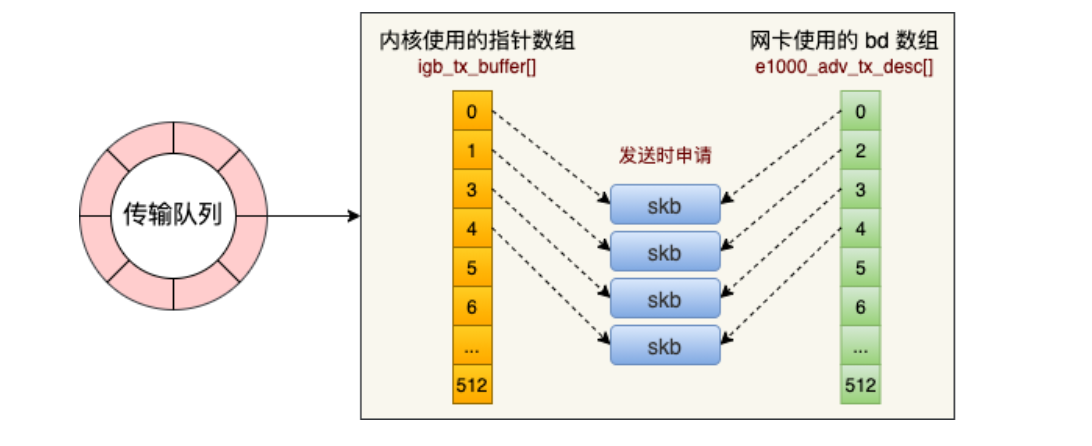 内核使用的指针数组
igb_tx_buffer[]
网卡使用的 bd 数组
e1000_adv_tx_desc[]
传输队列
0
1
3
4
5
6
...
512
发送时申请
skb
skb
skb
skb
0
2
3
4
5
6
...
512